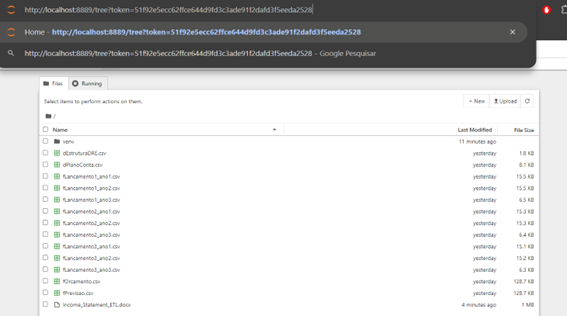 http://localhost:8889/tree?token=51f92e5ecc62ffce644d9fd3c3ade91f2dafd3f5eeda2528
Home - http://localhost:8889/tree?token=51f92e5ecc62ffce644d9fd3c3ade91f2dafd3f5eeda2528
http://localhost:8889/tree?token=51f92e5ecc62ffce644d9fd3c3ade91f2dafd3f5eeda2528 - Google Pesquisar
Files Running
Select items to perform actions on them.
+ New Upload
/
Name Last Modified File Size
venv 11 minutes ago
dEstruturaDRE.csv yesterday 1.8 KB
dPlanoConta.csv yesterday 8.1 KB
fLancamento1_ano1.csv yesterday 15.5 KB
fLancamento1_ano2.csv yesterday 15.5 KB
fLancamento1_ano3.csv yesterday 6.5 KB
fLancamento2_ano1.csv yesterday 15.3 KB
fLancamento2_ano2.csv yesterday 15.3 KB
fLancamento2_ano3.csv yesterday 6.4 KB
fLancamento3_ano1.csv yesterday 15.1 KB
fLancamento3_ano2.csv yesterday 15.2 KB
fLancamento3_ano3.csv yesterday 6.3 KB
fOrcamento.csv yesterday 128.7 KB
fPrevisao.csv yesterday 128.7 KB
Income_Statement_ETL.docx 4 minutes ago 1 MB